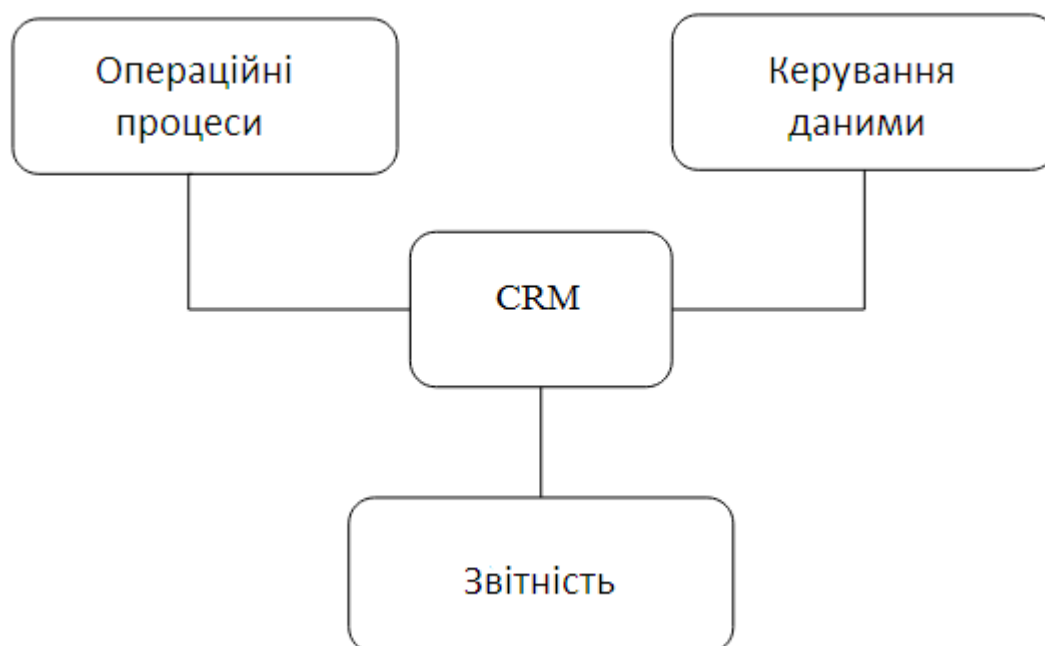 Операційні
процеси
Керування
даними
CRM
Звітність